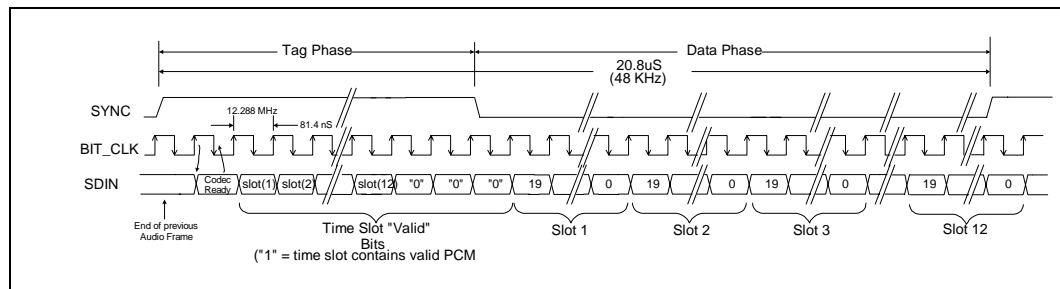 Tag Phase
Data Phase
20.8uS
(48 KHz)
SYNC
12.288 MHz
81.4 nS
BIT_CLK
SDIN
Codec
Ready
slot(1)
slot(2)
slot(12)
"0"
"0"
"0"
19
0
19
0
19
0
19
0
End of previous
Audio Frame
Time Slot "Valid"
Bits
("1" = time slot contains valid PCM
Slot 1
Slot 2
Slot 3
Slot 12